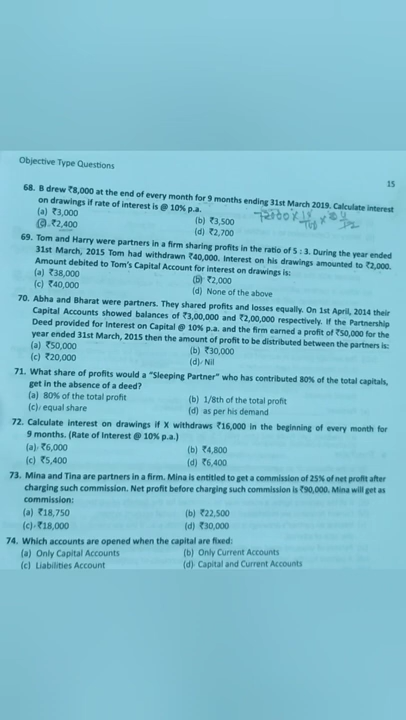 Objective Type Questions
15
68. B drew ₹8,000 at the end of every month for 9 months ending 31st March 2019. Calculate interest
on drawings if rate of interest is @ 10% p.a.
(a) ₹3,000 (b) ₹3,500
(c) ₹2,400 (d) ₹2,700
69. Tom and Harry were partners in a firm sharing profits in the ratio of 5 : 3. During the year ended
31st March, 2015 Tom had withdrawn ₹40,000. Interest on his drawings amounted to ₹2,000.
Amount debited to Tom's Capital Account for interest on drawings is:
(a) ₹38,000 (b) ₹2,000
(c) ₹40,000 (d) None of the above
70. Abha and Bharat were partners. They shared profits and losses equally. On 1st April, 2014 their
Capital Accounts showed balances of ₹3,00,000 and ₹2,00,000 respectively. If the Partnership
Deed provided for Interest on Capital @ 10% p.a. and the firm earned a profit of ₹50,000 for the
year ended 31st March, 2015 then the amount of profit to be distributed between the partners is:
(a) ₹50,000 (b) ₹30,000
(c) ₹20,000 (d) Nil
71. What share of profits would a "Sleeping Partner" who has contributed 80% of the total capitals,
get in the absence of a deed?
(a) 80% of the total profit (b) 1/8th of the total profit
(c) equal share (d) as per his demand
72. Calculate interest on drawings if X withdraws ₹16,000 in the beginning of every month for
9 months. (Rate of Interest @ 10% p.a.)
(a) ₹6,000 (b) ₹4,800
(c) ₹5,400 (d) ₹6,400
73. Mina and Tina are partners in a firm. Mina is entitled to get a commission of 25% of net profit after
charging such commission. Net profit before charging such commission is ₹90,000. Mina will get as
commission:
(a) ₹18,750 (b) ₹22,500
(c) ₹18,000 (d) ₹30,000
74. Which accounts are opened when the capital are fixed:
(a) Only Capital Accounts (b) Only Current Accounts
(c) Liabilities Account (d) Capital and Current Accounts